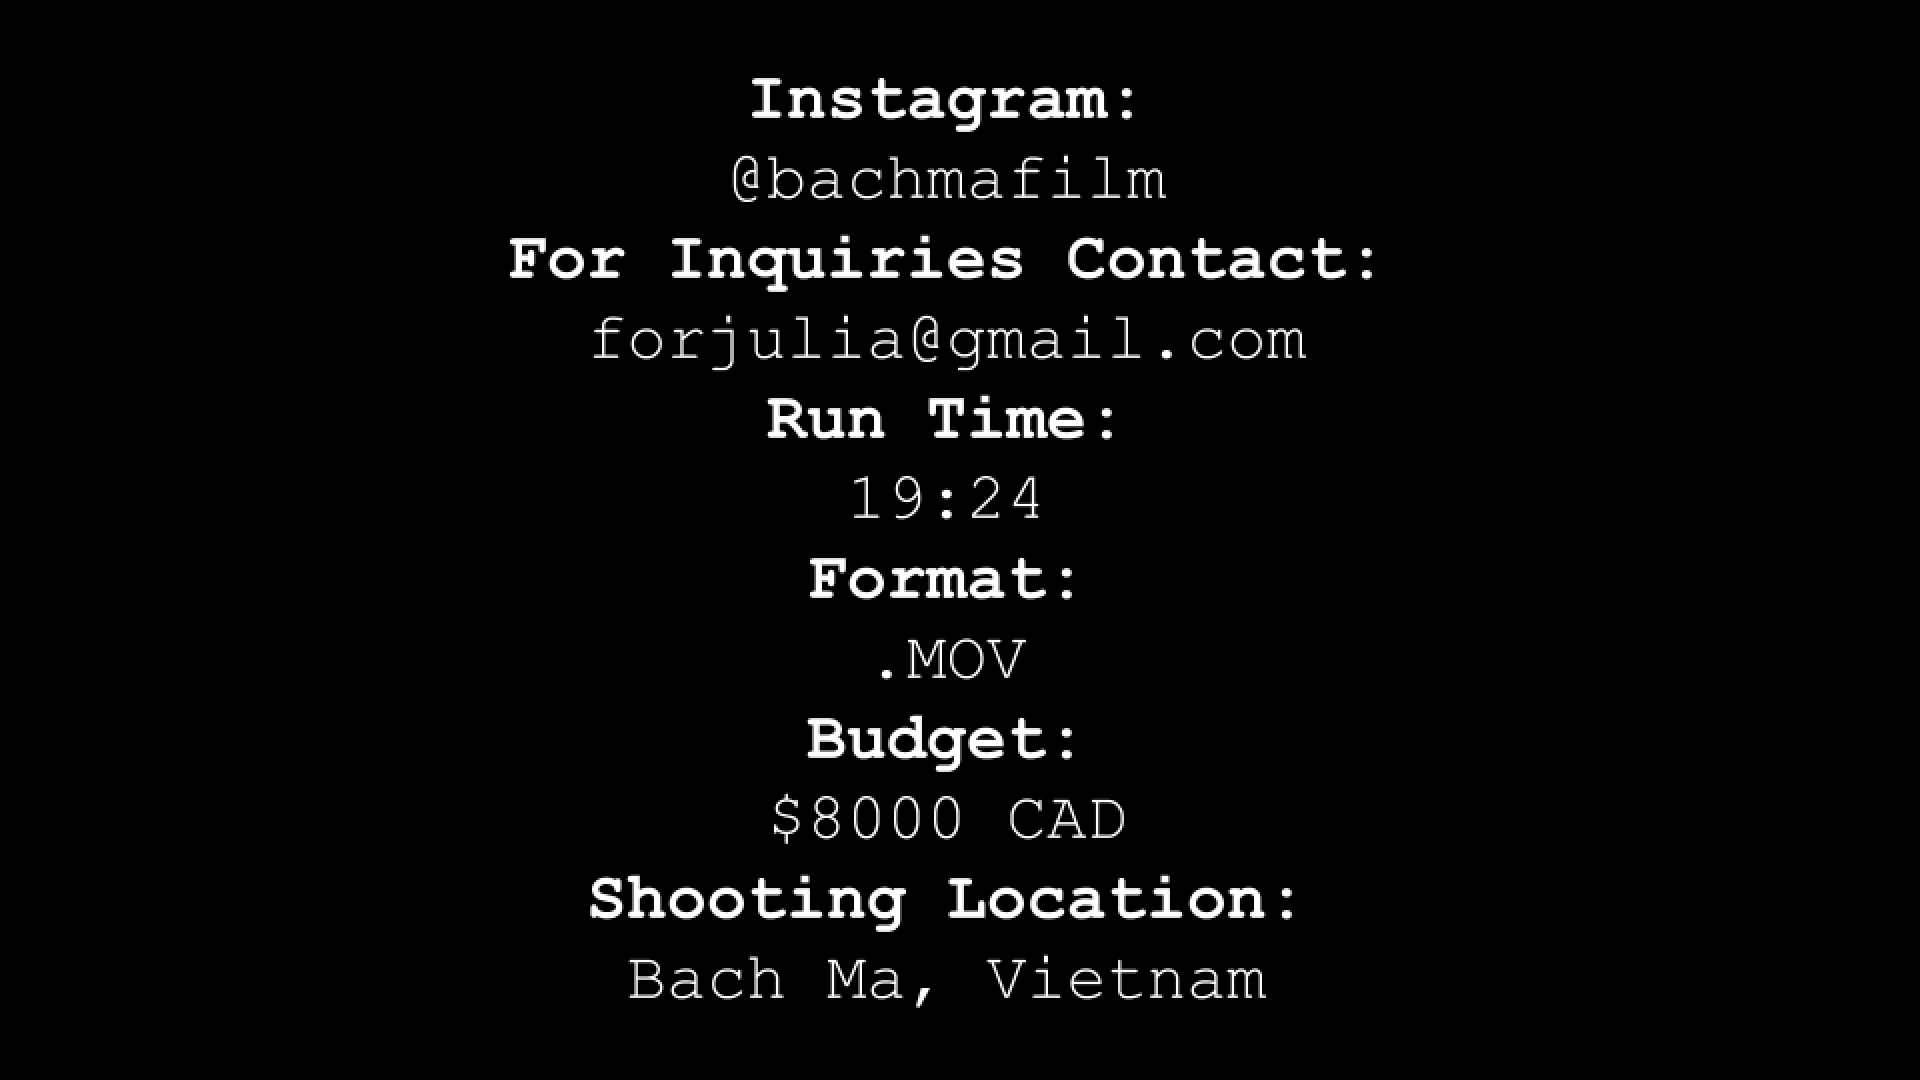 Instagram:
@bachmafilm
For Inquiries Contact:
forjulia@gmail.com
Run Time:
19:24
Format:
.MOV
Budget:
$8000 CAD
Shooting Location:
Bach Ma, Vietnam